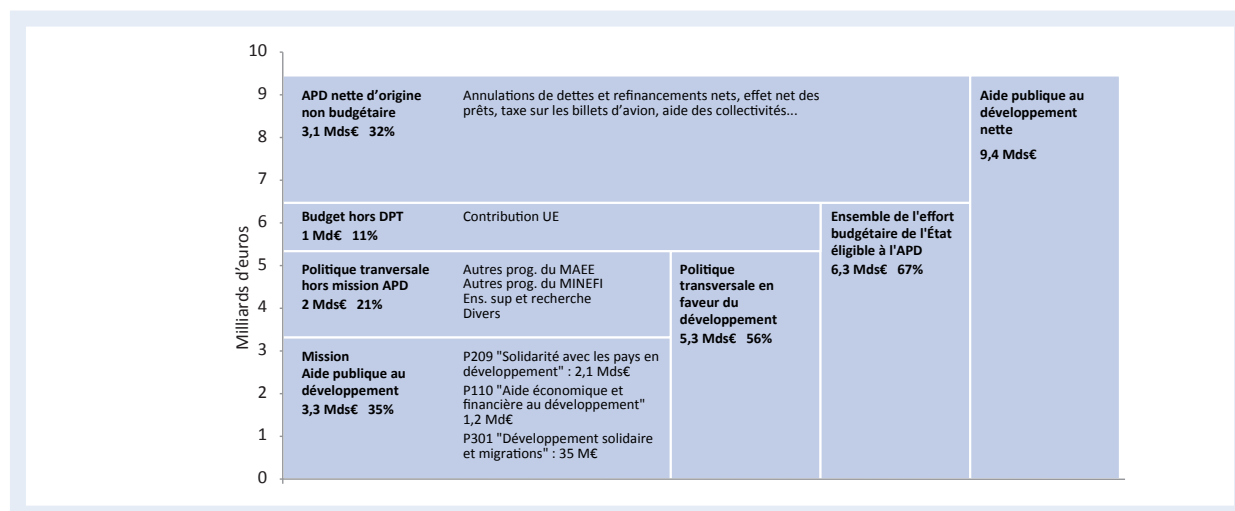 Milliards d'euros
10
9
8
7
6
5
4
3
2
1
0
APD nette d'origine
non budgétaire
3,1 Mds€ 32%
Annulations de dettes et refinancements nets, effet net des
prêts, taxe sur les billets d'avion, aide des collectivités...
Aide publique au
développement
nette
9,4 Mds€
Budget hors DPT
1 Md€ 11%
Contribution UE
Ensemble de l'effort
budgétaire de l'État
éligible à l'APD
6,3 Mds€ 67%
Politique tranversale
hors mission APD
2 Mds€ 21%
Autres prog. du MAEE
Autres prog. du MINEFI
Ens. sup et recherche
Divers
Politique
transversale en
faveur du
développement
5,3 Mds€ 56%
Mission
Aide publique au
développement
3,3 Mds€ 35%
P209 "Solidarité avec les pays en
développement" : 2,1 Mds€
P110 "Aide économique et
financière au développement"
1,2 Md€
P301 "Développement solidaire
et migrations" : 35 M€